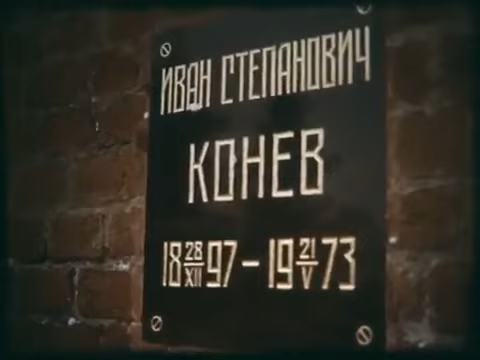 ИВАН СТЕПАНОВИЧ
КОНЕВ
18 28/XII 97 - 19 21/V 73